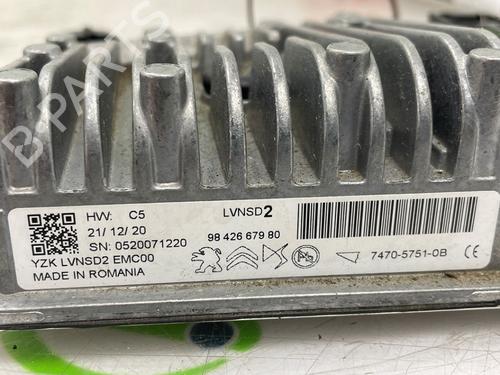 B PARTS
HW: C5
LVNSD2
21/12/20
98 426 679 80
SN: 0520071220
YZK LVNSD2 EMC00
7470-5751-0B
CE
MADE IN ROMANIA